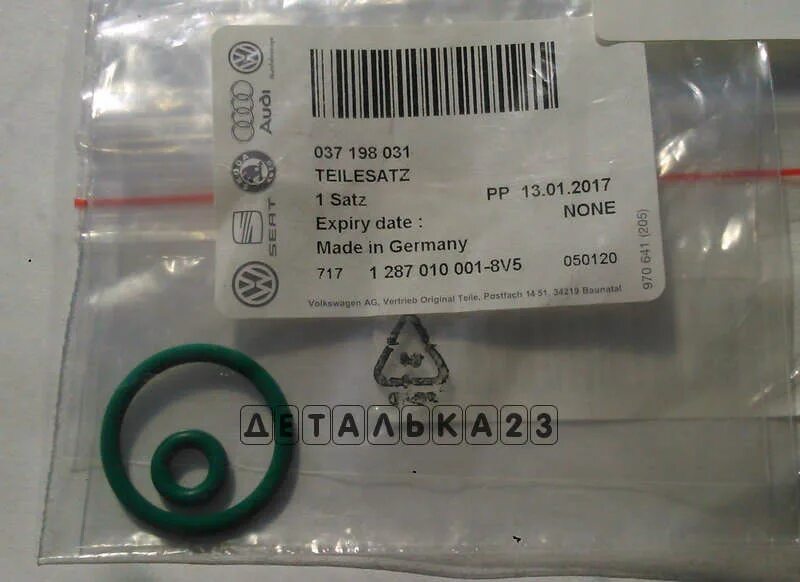 Audi
Autohaus
SKODA
SEAT
037 198 031
TEILESATZ
1 Satz
PP 13.01.2017
Expiry date : NONE
Made in Germany
717 1 287 010 001-8V5 050120
Volkswagen AG, Vertrieb Original Teile, Postfach 14 51, 34219 Baunatal
970 641 (205)
ДЕТАЛЬКА23